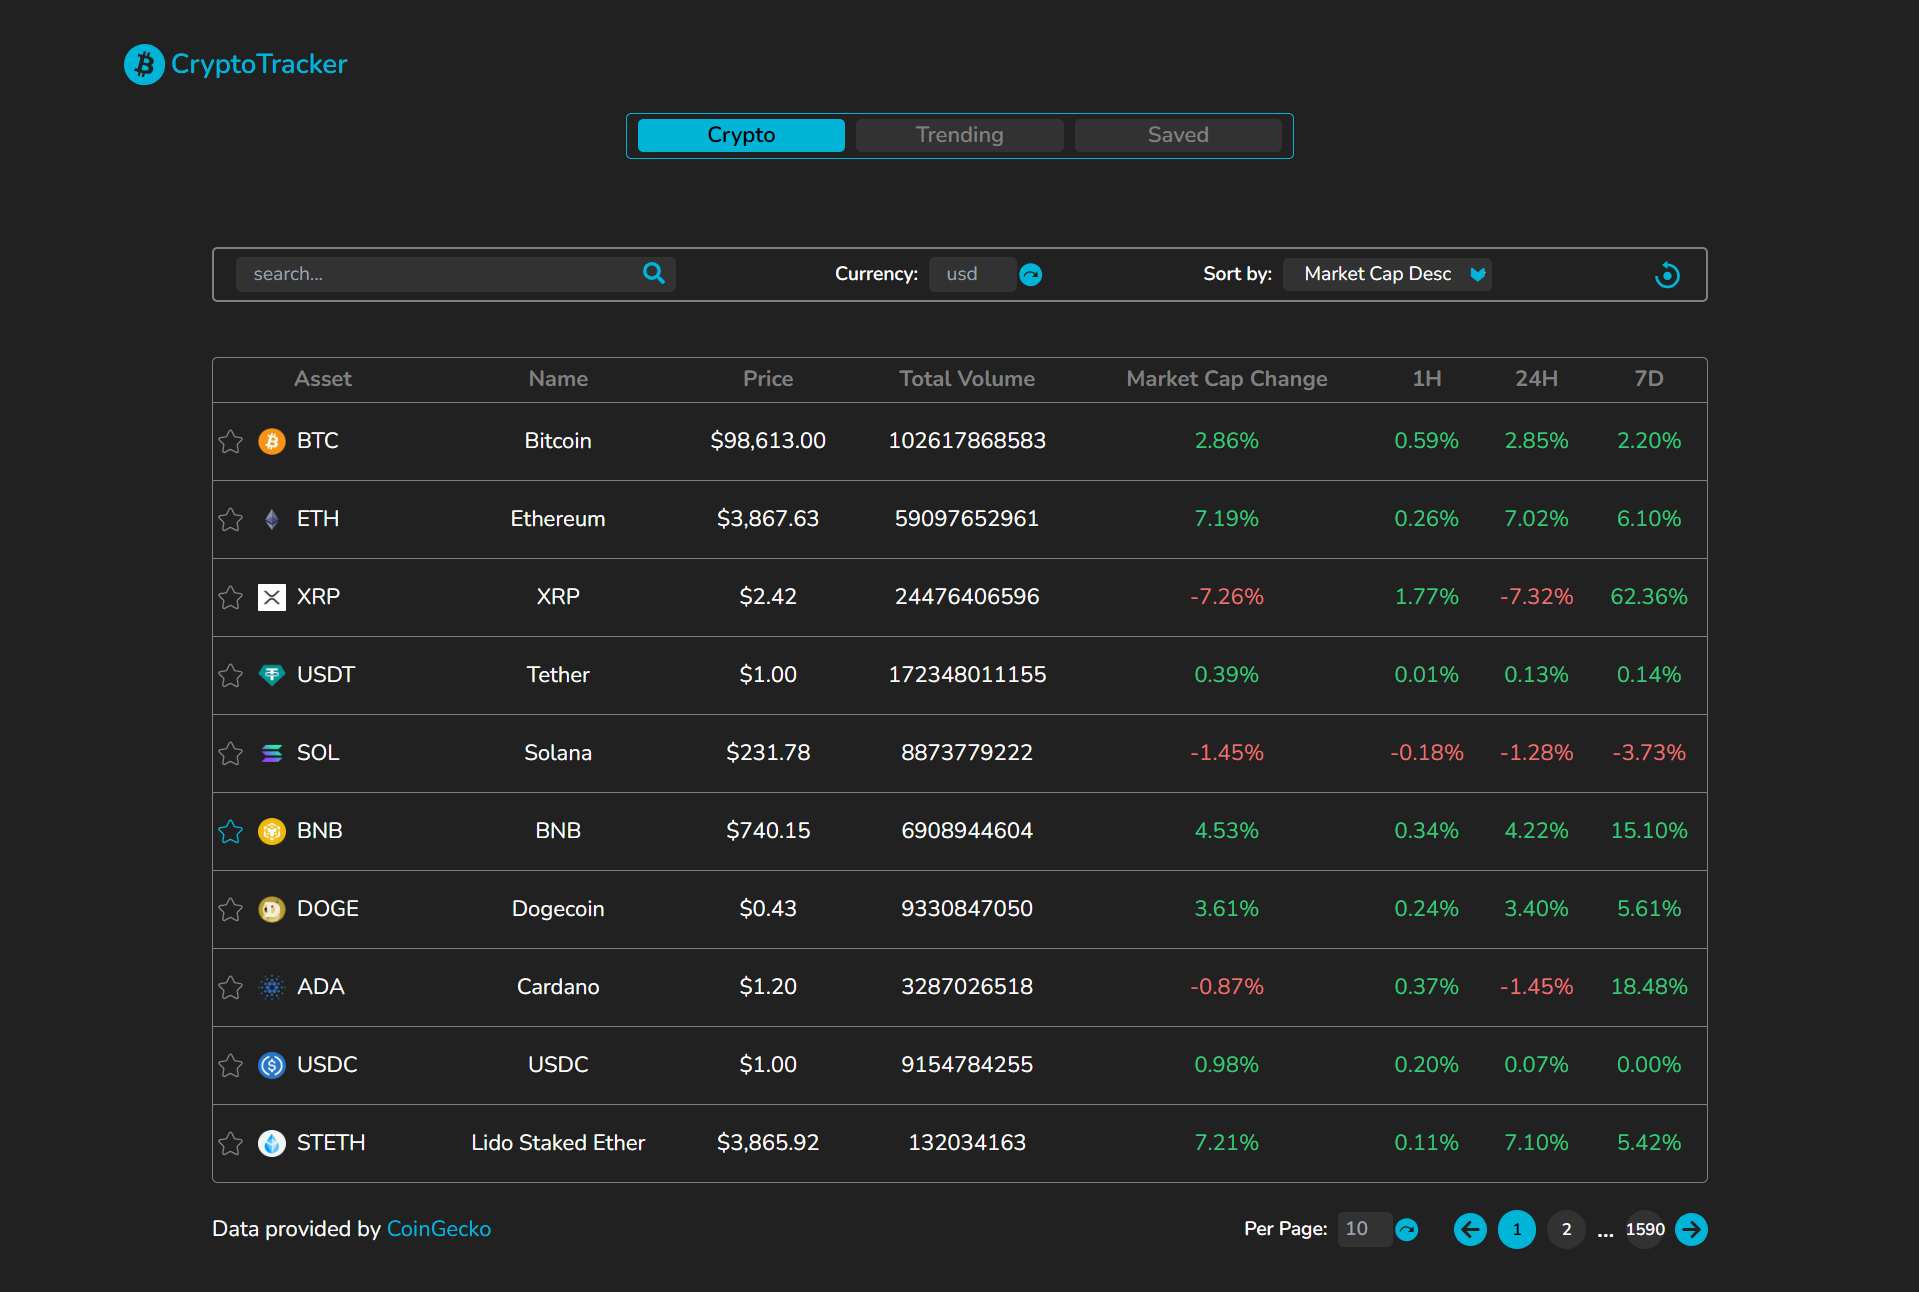 CryptoTracker
Crypto Trending Saved
search... Currency: usd Sort by: Market Cap Desc
Asset Name Price Total Volume Market Cap Change 1H 24H 7D
BTC Bitcoin $98,613.00 102617868583 2.86% 0.59% 2.85% 2.20%
ETH Ethereum $3,867.63 59097652961 7.19% 0.26% 7.02% 6.10%
XRP XRP $2.42 24476406596 -7.26% 1.77% -7.32% 62.36%
USDT Tether $1.00 172348011155 0.39% 0.01% 0.13% 0.14%
SOL Solana $231.78 8873779222 -1.45% -0.18% -1.28% -3.73%
BNB BNB $740.15 6908944604 4.53% 0.34% 4.22% 15.10%
DOGE Dogecoin $0.43 9330847050 3.61% 0.24% 3.40% 5.61%
ADA Cardano $1.20 3287026518 -0.87% 0.37% -1.45% 18.48%
USDC USDC $1.00 9154784255 0.98% 0.20% 0.07% 0.00%
STETH Lido Staked Ether $3,865.92 132034163 7.21% 0.11% 7.10% 5.42%
Data provided by CoinGecko Per Page: 10 1 2 ... 1590